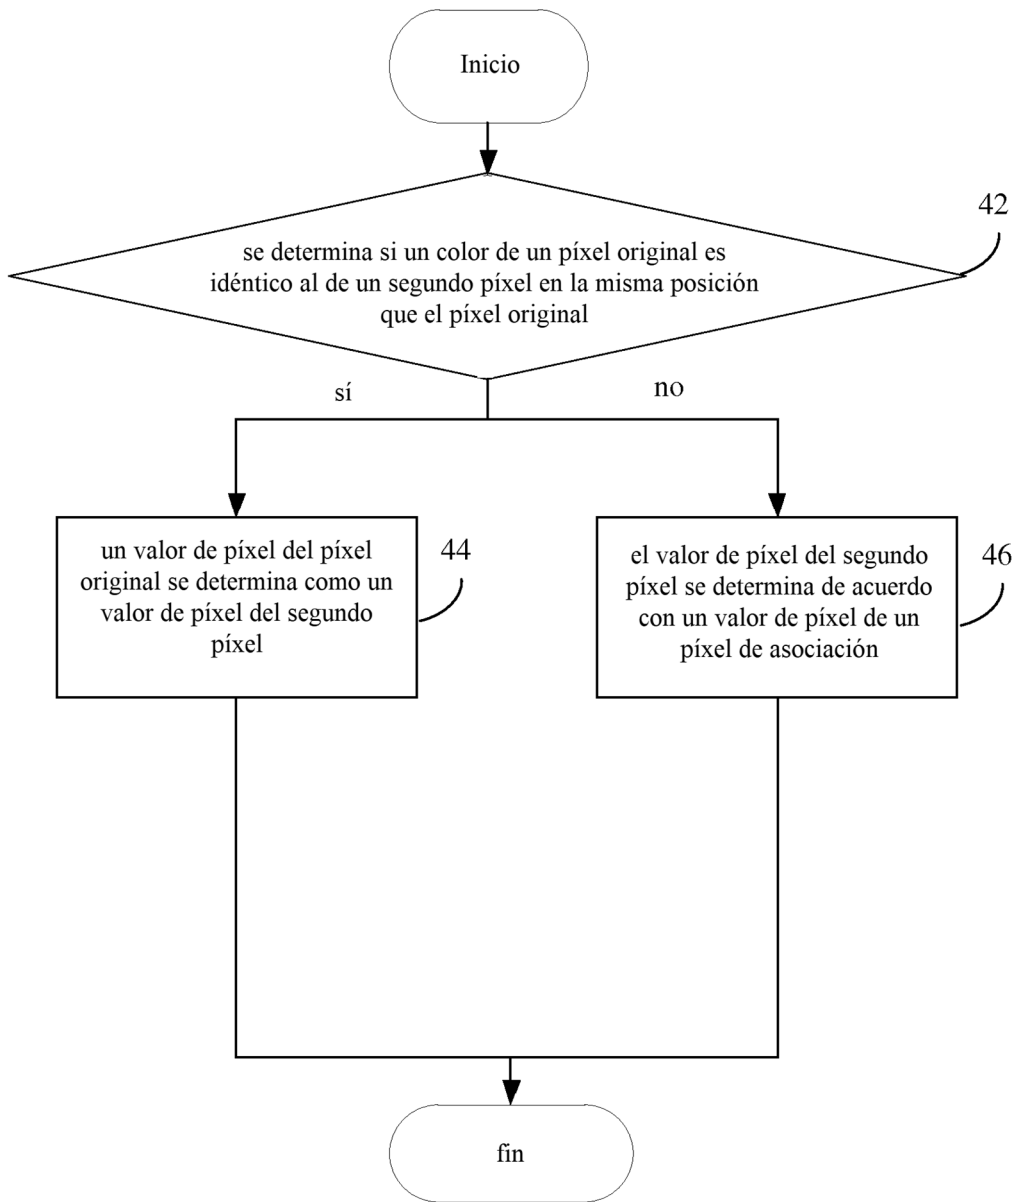 Inicio
42
se determina si un color de un píxel original es
idéntico al de un segundo píxel en la misma posición
que el píxel original
sí
no
un valor de píxel del píxel
original se determina como un
valor de píxel del segundo
píxel
44
el valor de píxel del segundo
píxel se determina de acuerdo
con un valor de píxel de un
píxel de asociación
46
fin